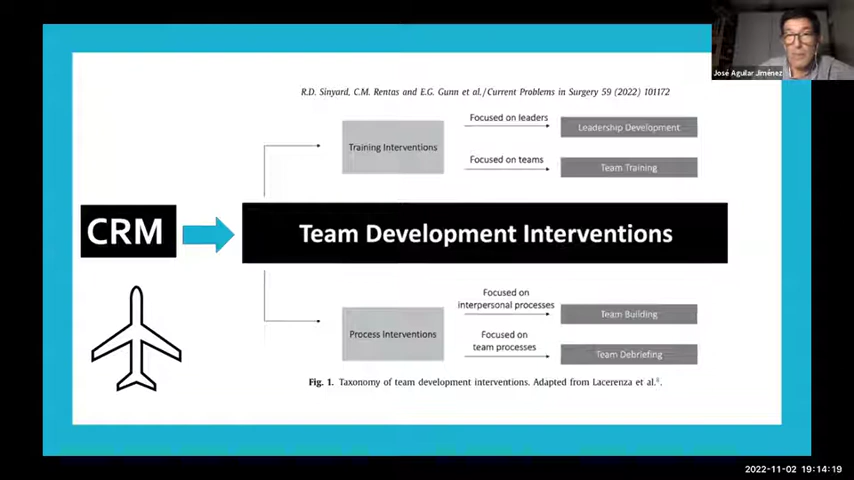 José Aguilar Jiménez
R.D. Sinyard, C.M. Rentas and E.G. Gunn et al./Current Problems in Surgery 59 (2022) 101172
Focused on leaders
Leadership Development
Training Interventions
Focused on teams
Team Training
CRM
Team Development Interventions
Focused on
interpersonal processes
Team Building
Process Interventions
Focused on
team processes
Team Debriefing
Fig. 1. Taxonomy of team development interventions. Adapted from Lacerenza et al.
2022-11-02 19:14:19